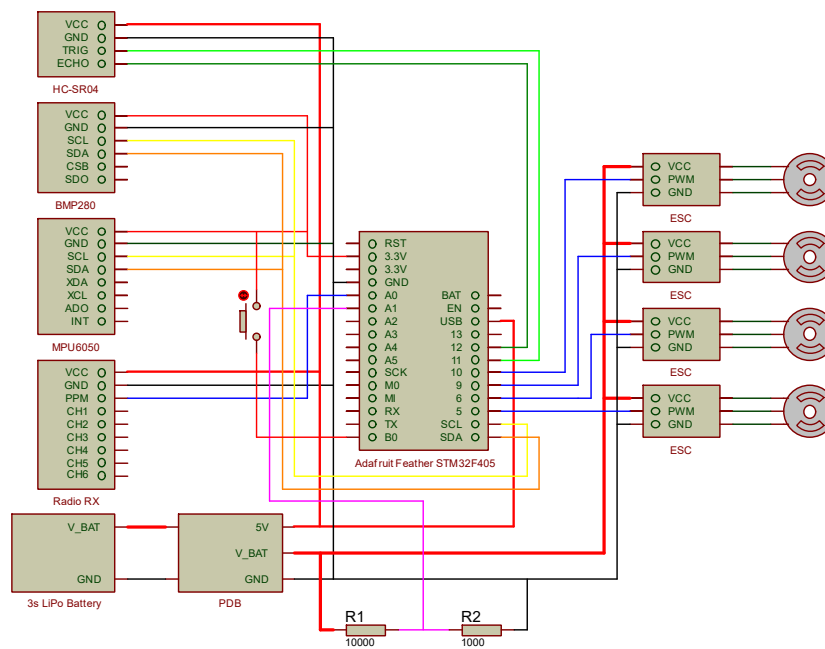 VCC
GND
TRIG
ECHO
HC-SR04
VCC
GND
SCL
SDA
CSB
SDO
BMP280
VCC
GND
SCL
SDA
XDA
XCL
ADO
INT
MPU6050
VCC
GND
PPM
CH1
CH2
CH3
CH4
CH5
CH6
Radio RX
V_BAT
GND
3s LiPo Battery
5V
V_BAT
GND
PDB
R1
10000
R2
1000
RST
3.3V
3.3V
GND
A0
A1
A2
A3
A4
A5
SCK
M0
MI
RX
TX
B0
BAT
EN
USB
13
12
11
10
9
6
5
SCL
SDA
Adafruit Feather STM32F405
VCC
PWM
GND
ESC
VCC
PWM
GND
ESC
VCC
PWM
GND
ESC
VCC
PWM
GND
ESC